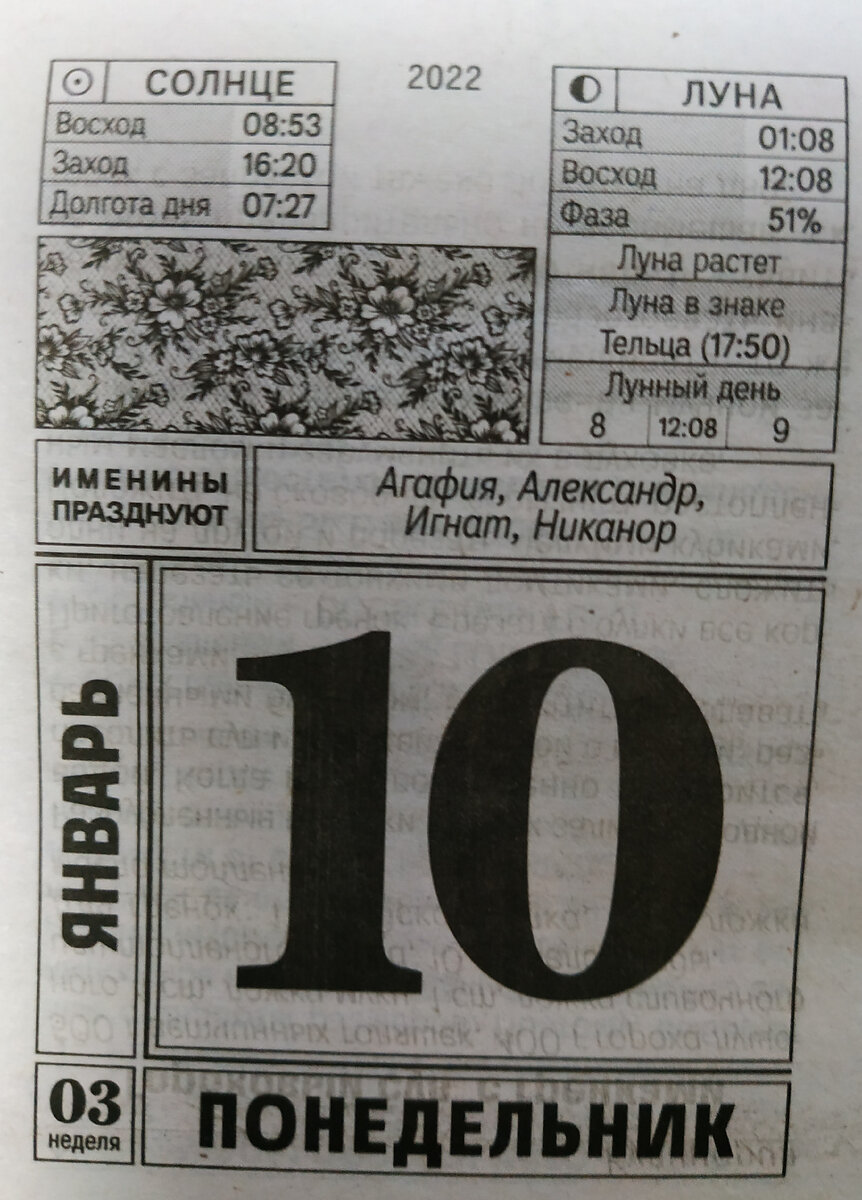 2022
СОЛНЦЕ
Восход 08:53
Заход 16:20
Долгота дня 07:27
ЛУНА
Заход 01:08
Восход 12:08
Фаза 51%
Луна растет
Луна в знаке
Тельца (17:50)
Лунный день
8 12:08 9
ИМЕНИНЫ
ПРАЗДНУЮТ
Агафия, Александр,
Игнат, Никанор
ЯНВАРЬ
10
03
неделя
ПОНЕДЕЛЬНИК